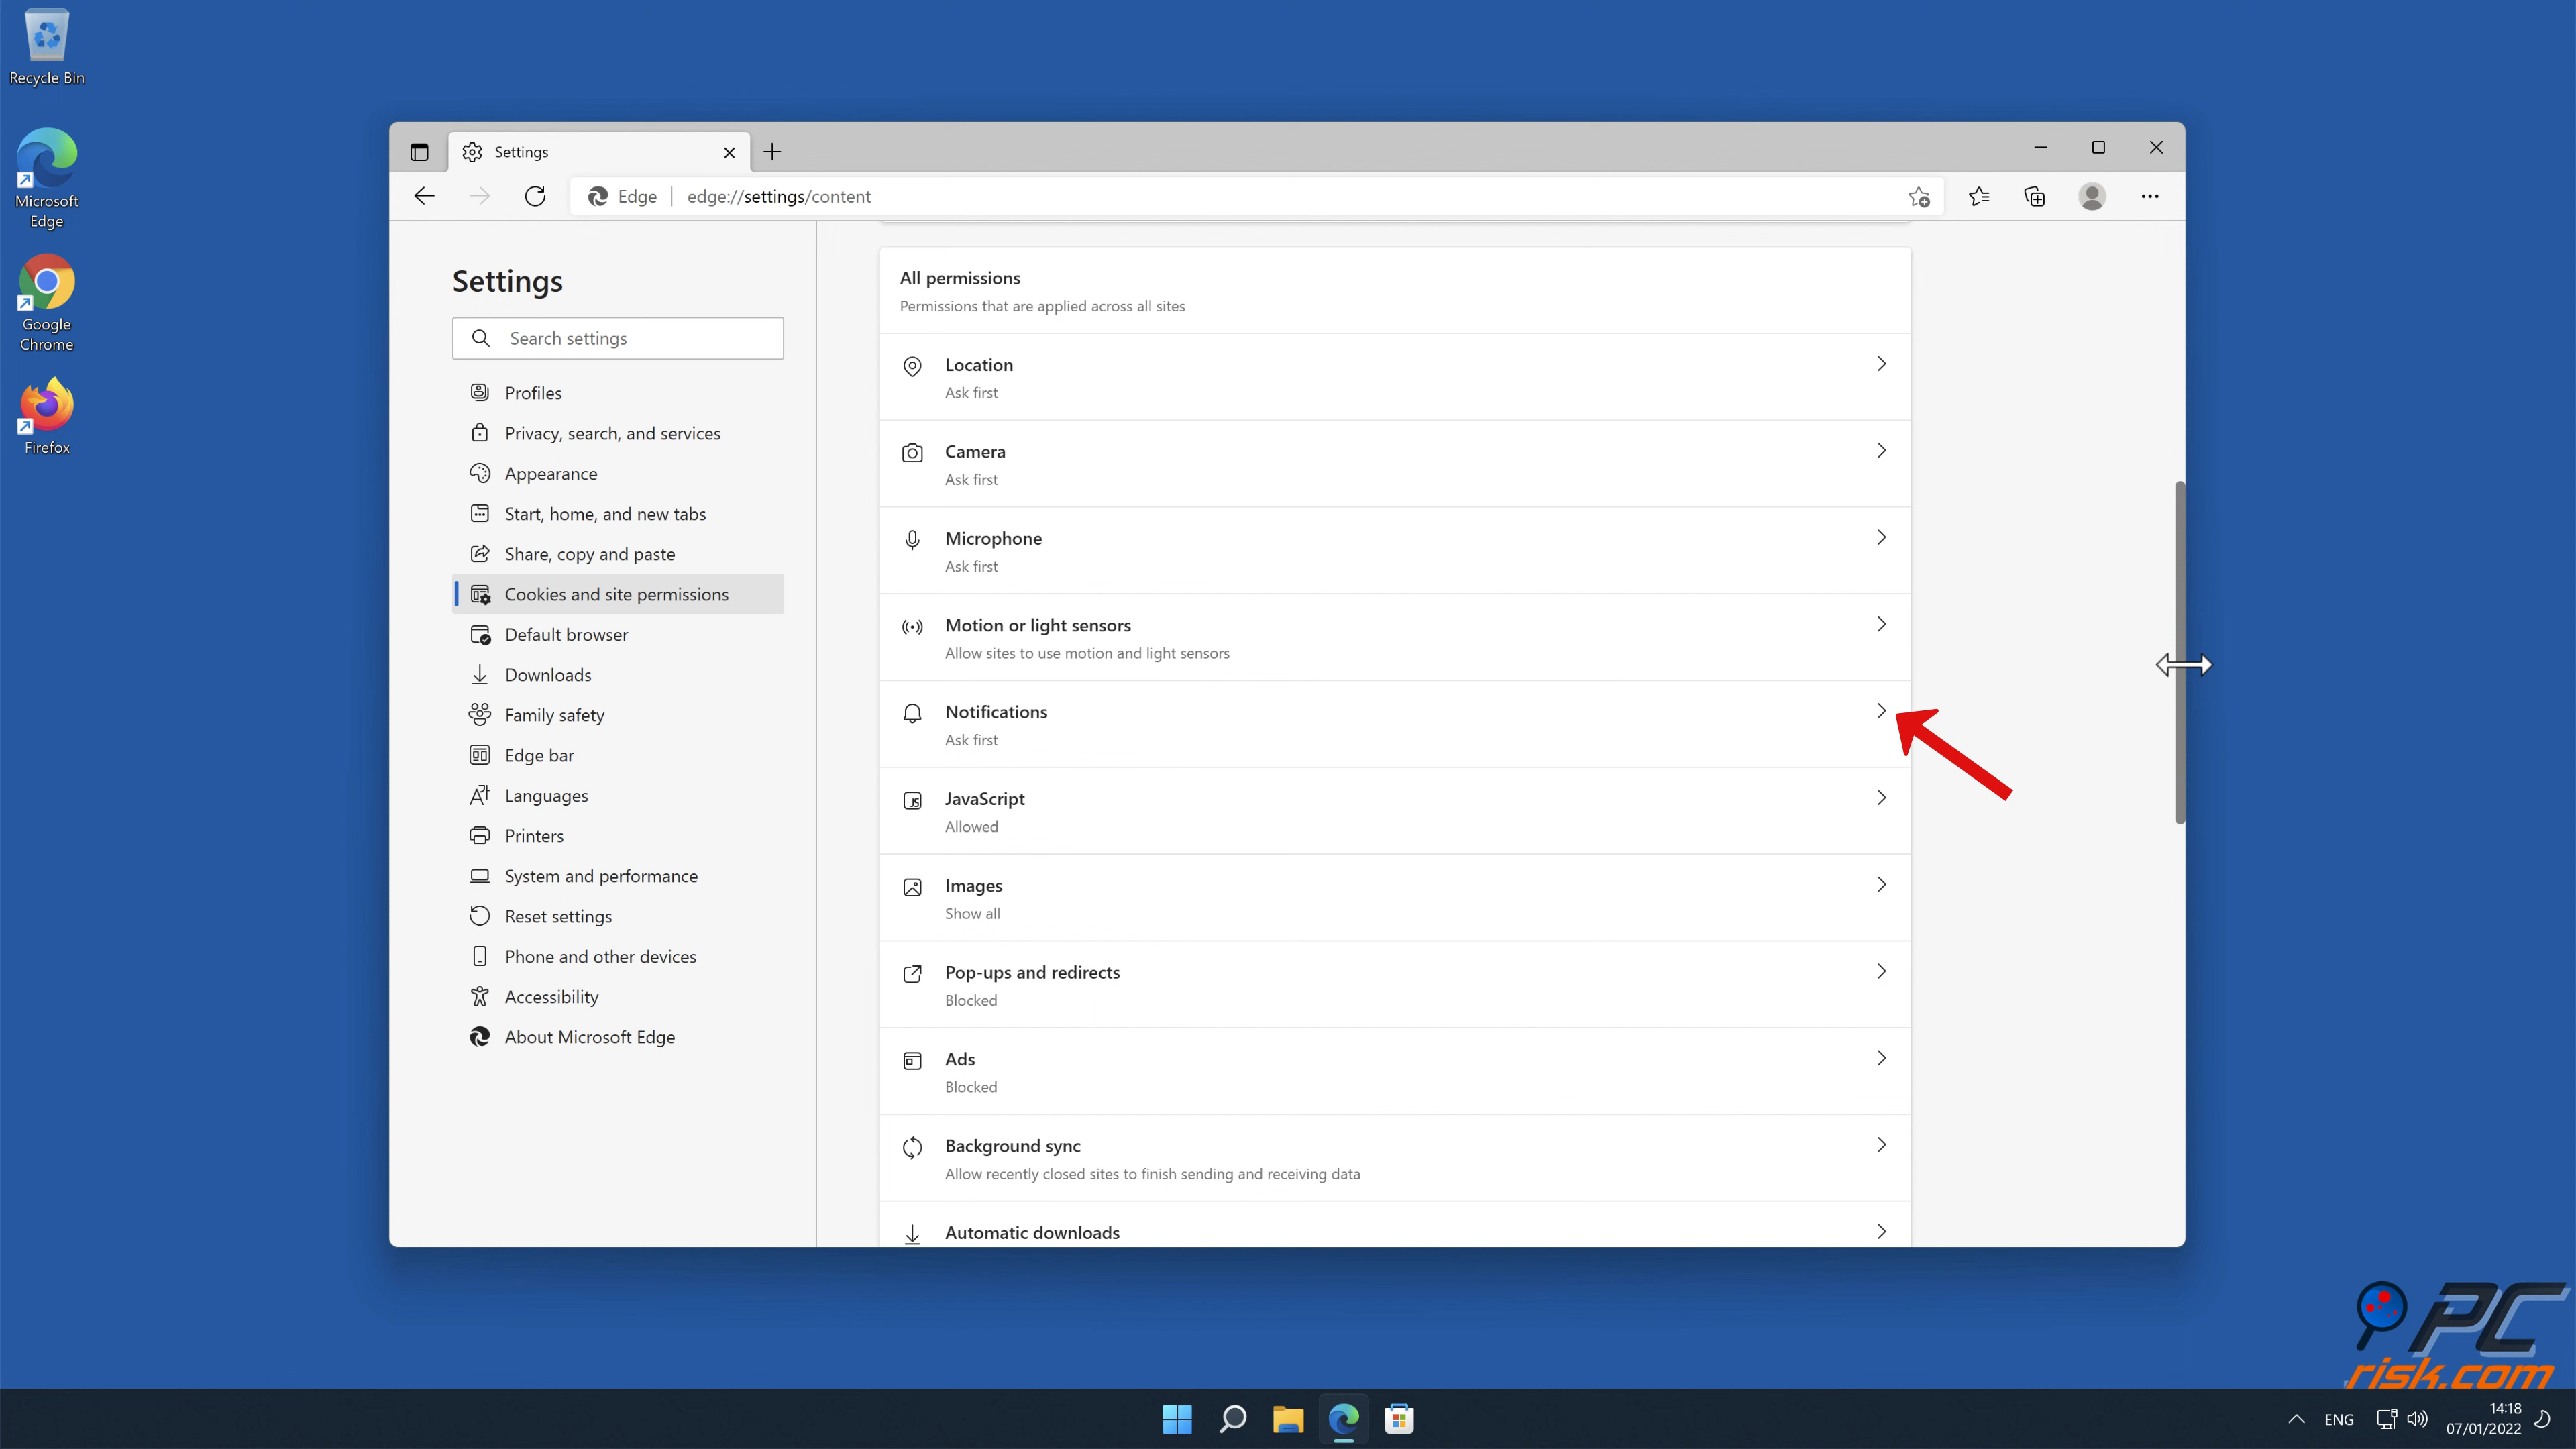 Recycle Bin
Microsoft
Edge
Google
Chrome
Firefox
Settings
Edge
edge://settings/content
Settings
Search settings
Profiles
Privacy, search, and services
Appearance
Start, home, and new tabs
Share, copy and paste
Cookies and site permissions
Default browser
Downloads
Family safety
Edge bar
Languages
Printers
System and performance
Reset settings
Phone and other devices
Accessibility
About Microsoft Edge
All permissions
Permissions that are applied across all sites
Location
Ask first
Camera
Ask first
Microphone
Ask first
Motion or light sensors
Allow sites to use motion and light sensors
Notifications
Ask first
JS
JavaScript
Allowed
Images
Show all
Pop-ups and redirects
Blocked
Ads
Blocked
Background sync
Allow recently closed sites to finish sending and receiving data
Automatic downloads
PC
risk.com
ENG
14:18
07/01/2022